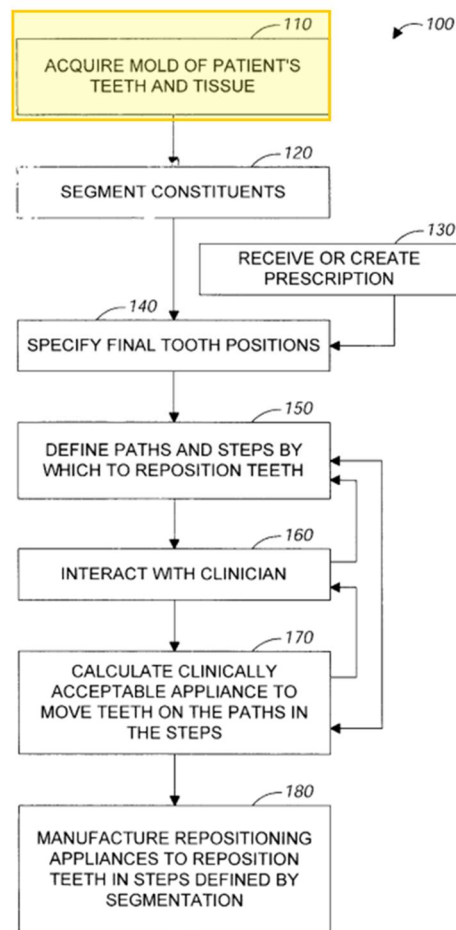 110
100
ACQUIRE MOLD OF PATIENT'S
TEETH AND TISSUE
120
SEGMENT CONSTITUENTS
130
RECEIVE OR CREATE
PRESCRIPTION
140
SPECIFY FINAL TOOTH POSITIONS
150
DEFINE PATHS AND STEPS BY
WHICH TO REPOSITION TEETH
160
INTERACT WITH CLINICIAN
170
CALCULATE CLINICALLY
ACCEPTABLE APPLIANCE TO
MOVE TEETH ON THE PATHS IN
THE STEPS
180
MANUFACTURE REPOSITIONING
APPLIANCES TO REPOSITION
TEETH IN STEPS DEFINED BY
SEGMENTATION